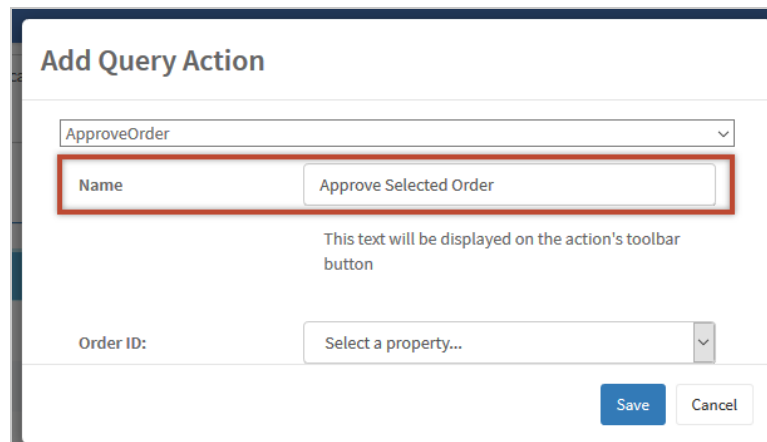 Add Query Action
ApproveOrder
Name
Approve Selected Order
This text will be displayed on the action's toolbar
button
Order ID:
Select a property...
Save
Cancel